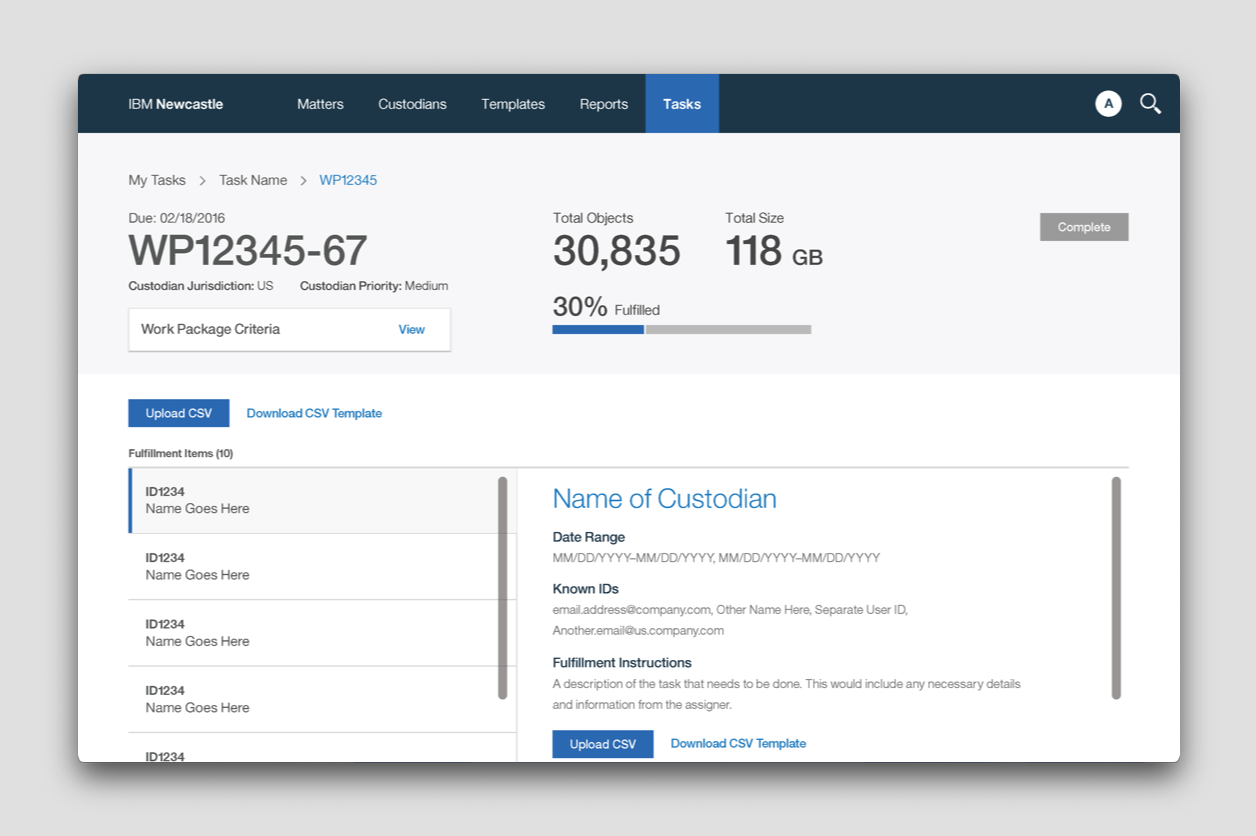 IBM Newcastle Matters Custodians Templates Reports Tasks A
My Tasks > Task Name > WP12345
Due: 02/18/2016
WP12345-67
Custodian Jurisdiction: US Custodian Priority: Medium
Work Package Criteria View
Total Objects
30,835
Total Size
118 GB
30% Fulfilled
Complete
Upload CSV Download CSV Template
Fulfillment Items (10)
ID1234
Name Goes Here
ID1234
Name Goes Here
ID1234
Name Goes Here
ID1234
Name Goes Here
ID1234
Name of Custodian
Date Range
MM/DD/YYYY–MM/DD/YYYY, MM/DD/YYYY–MM/DD/YYYY
Known IDs
email.address@company.com, Other Name Here, Separate User ID,
Another.email@us.company.com
Fulfillment Instructions
A description of the task that needs to be done. This would include any necessary details
and information from the assigner.
Upload CSV Download CSV Template